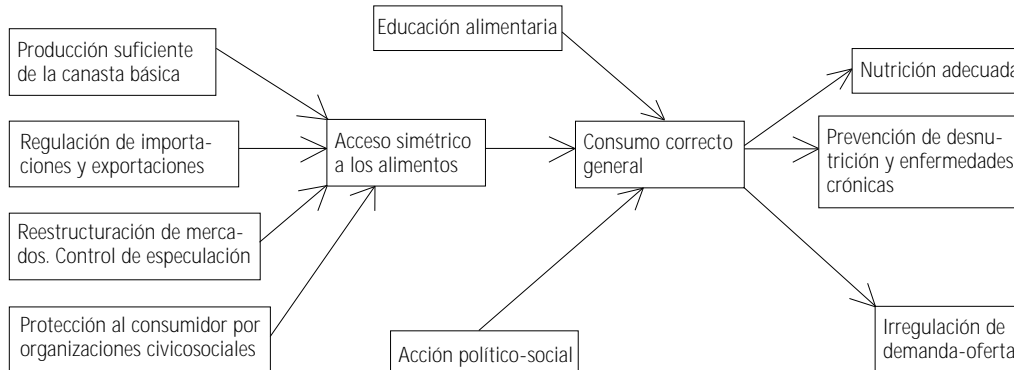 Producción suficiente
de la canasta básica
Regulación de importa-
ciones y exportaciones
Reestructuración de merca-
dos. Control de especulación
Protección al consumidor por
organizaciones civicosociales
Acceso simétrico
a los alimentos
Educación alimentaria
Acción político-social
Consumo correcto
general
Nutrición adecuada
Prevención de desnu-
trición y enfermedades
crónicas
Irregulación de
demanda-oferta